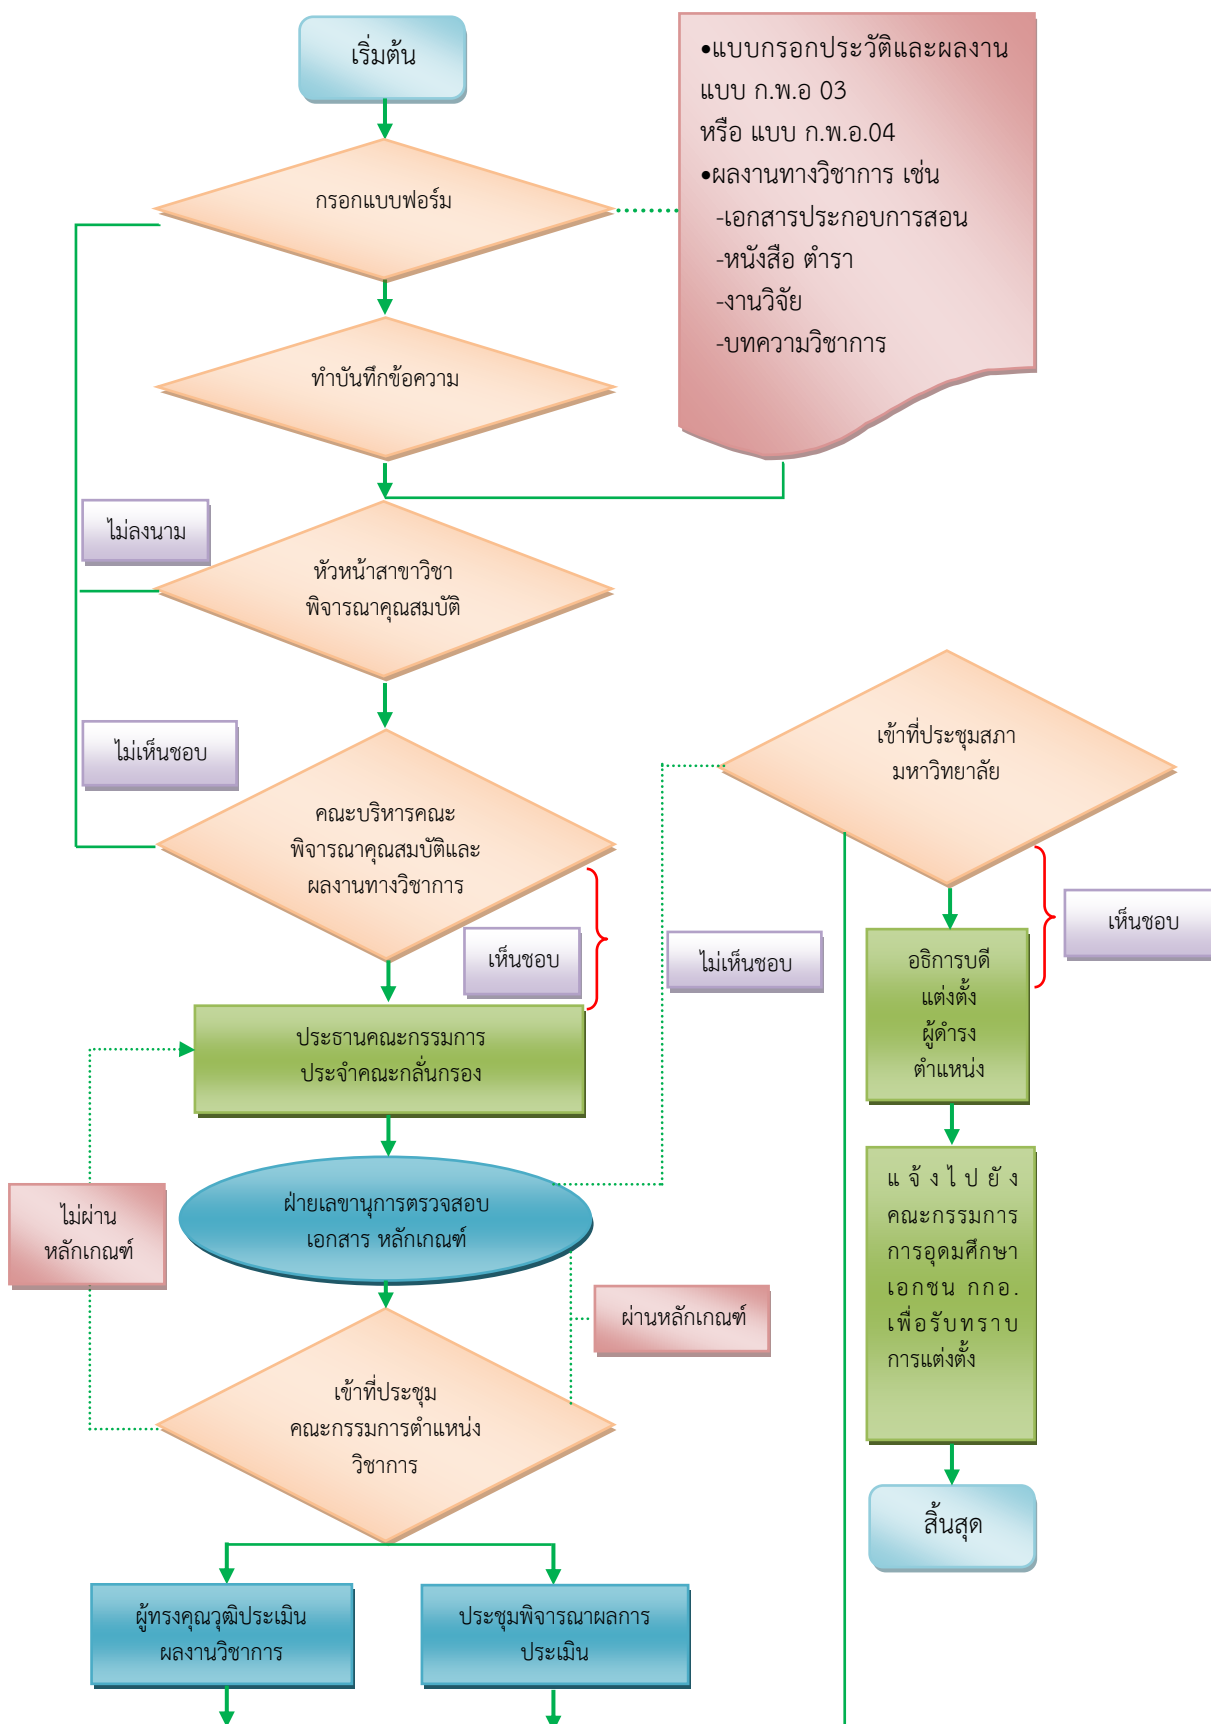 เริ่มต้น
•แบบกรอกประวัติและผลงาน
แบบ ก.พ.อ 03
หรือ แบบ ก.พ.อ.04
•ผลงานทางวิชาการ เช่น
-เอกสารประกอบการสอน
-หนังสือ ตำรา
-งานวิจัย
-บทความวิชาการ
กรอกแบบฟอร์ม
ทำบันทึกข้อความ
ไม่ลงนาม
หัวหน้าสาขาวิชา
พิจารณาคุณสมบัติ
ไม่เห็นชอบ
คณะบริหารคณะ
พิจารณาคุณสมบัติและ
ผลงานทางวิชาการ
เห็นชอบ
ประธานคณะกรรมการ
ประจำคณะกลั่นกรอง
ฝ่ายเลขานุการตรวจสอบ
เอกสาร หลักเกณฑ์
ไม่ผ่าน
หลักเกณฑ์
ผ่านหลักเกณฑ์
เข้าที่ประชุม
คณะกรรมการตำแหน่ง
วิชาการ
ผู้ทรงคุณวุฒิประเมิน
ผลงานวิชาการ
ประชุมพิจารณาผลการ
ประเมิน
เข้าที่ประชุมสภา
มหาวิทยาลัย
ไม่เห็นชอบ
เห็นชอบ
อธิการบดี
แต่งตั้ง
ผู้ดำรง
ตำแหน่ง
แจ้งไปยัง
คณะกรรมการ
การอุดมศึกษา
เอกชน กกอ.
เพื่อรับทราบ
การแต่งตั้ง
สิ้นสุด